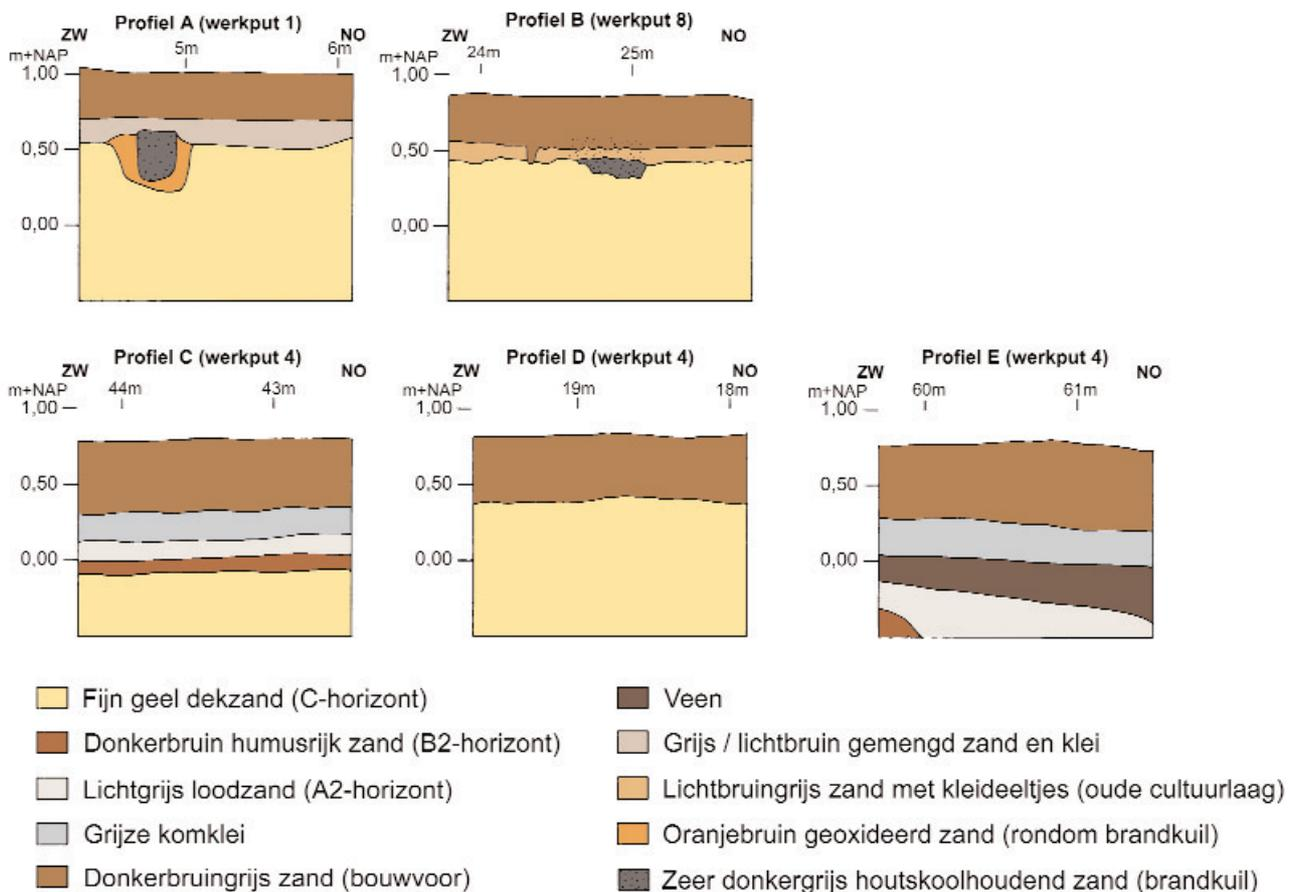 Profiel A (werkput 1)
ZW NO
m+NAP 5m 6m
1,00
0,50
0,00
Profiel B (werkput 8)
ZW NO
m+NAP 24m 25m
1,00
0,50
0,00
Profiel C (werkput 4)
ZW NO
m+NAP 44m 43m
1,00
0,50
0,00
Profiel D (werkput 4)
ZW NO
m+NAP 19m 18m
1,00
0,50
0,00
Profiel E (werkput 4)
ZW NO
m+NAP 60m 61m
1,00
0,50
0,00
Fijn geel dekzand (C-horizont)
Donkerbruin humusrijk zand (B2-horizont)
Lichtgrijs loodzand (A2-horizont)
Grijze komklei
Donkerbruingrijs zand (bouwvoor)
Veen
Grijs / lichtbruin gemengd zand en klei
Lichtbruingrijs zand met kleideeltjes (oude cultuurlaag)
Oranjebruin geoxideerd zand (rondom brandkuil)
Zeer donkergrijs houtskoolhoudend zand (brandkuil)